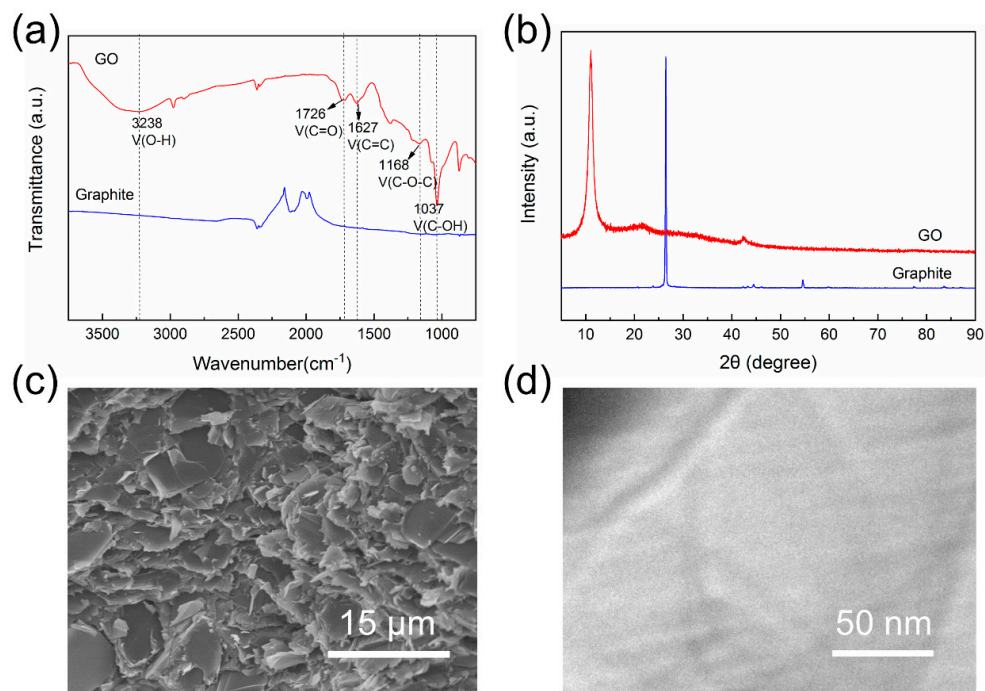 (a)
GO
3238
V(O-H)
1726
V(C=O)
1627
V(C=C)
1168
V(C-O-C)
1037
V(C-OH)
Graphite
Transmittance (a.u.)
3500 3000 2500 2000 1500 1000
Wavenumber(cm⁻¹)
(b)
GO
Graphite
Intensity (a.u.)
10 20 30 40 50 60 70 80 90
2θ (degree)
(c)
15 μm
(d)
50 nm